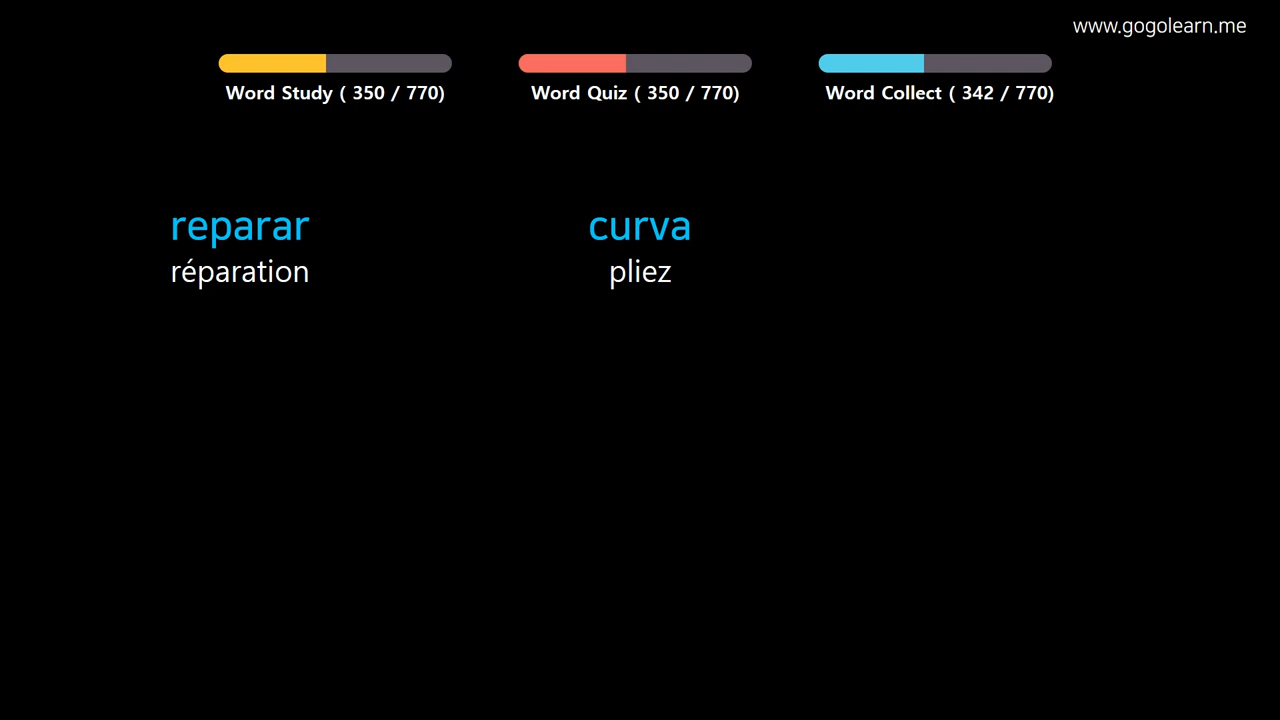 www.gogolearn.me
Word Study ( 350 / 770)
Word Quiz ( 350 / 770)
Word Collect ( 342 / 770)
reparar
réparation
curva
pliez